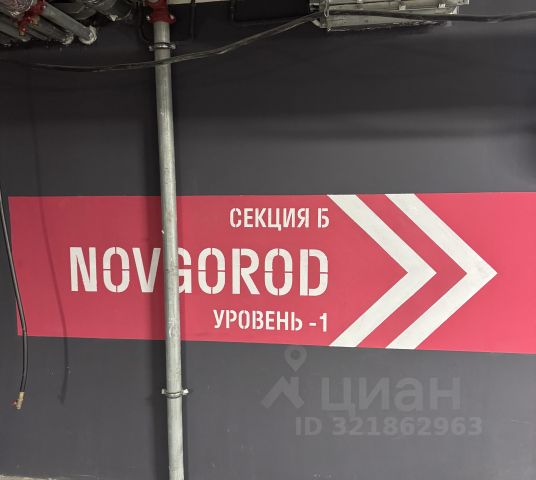 СЕКЦИЯ Б
NOVGOROD
УРОВЕНЬ -1
циан
ID 321862963